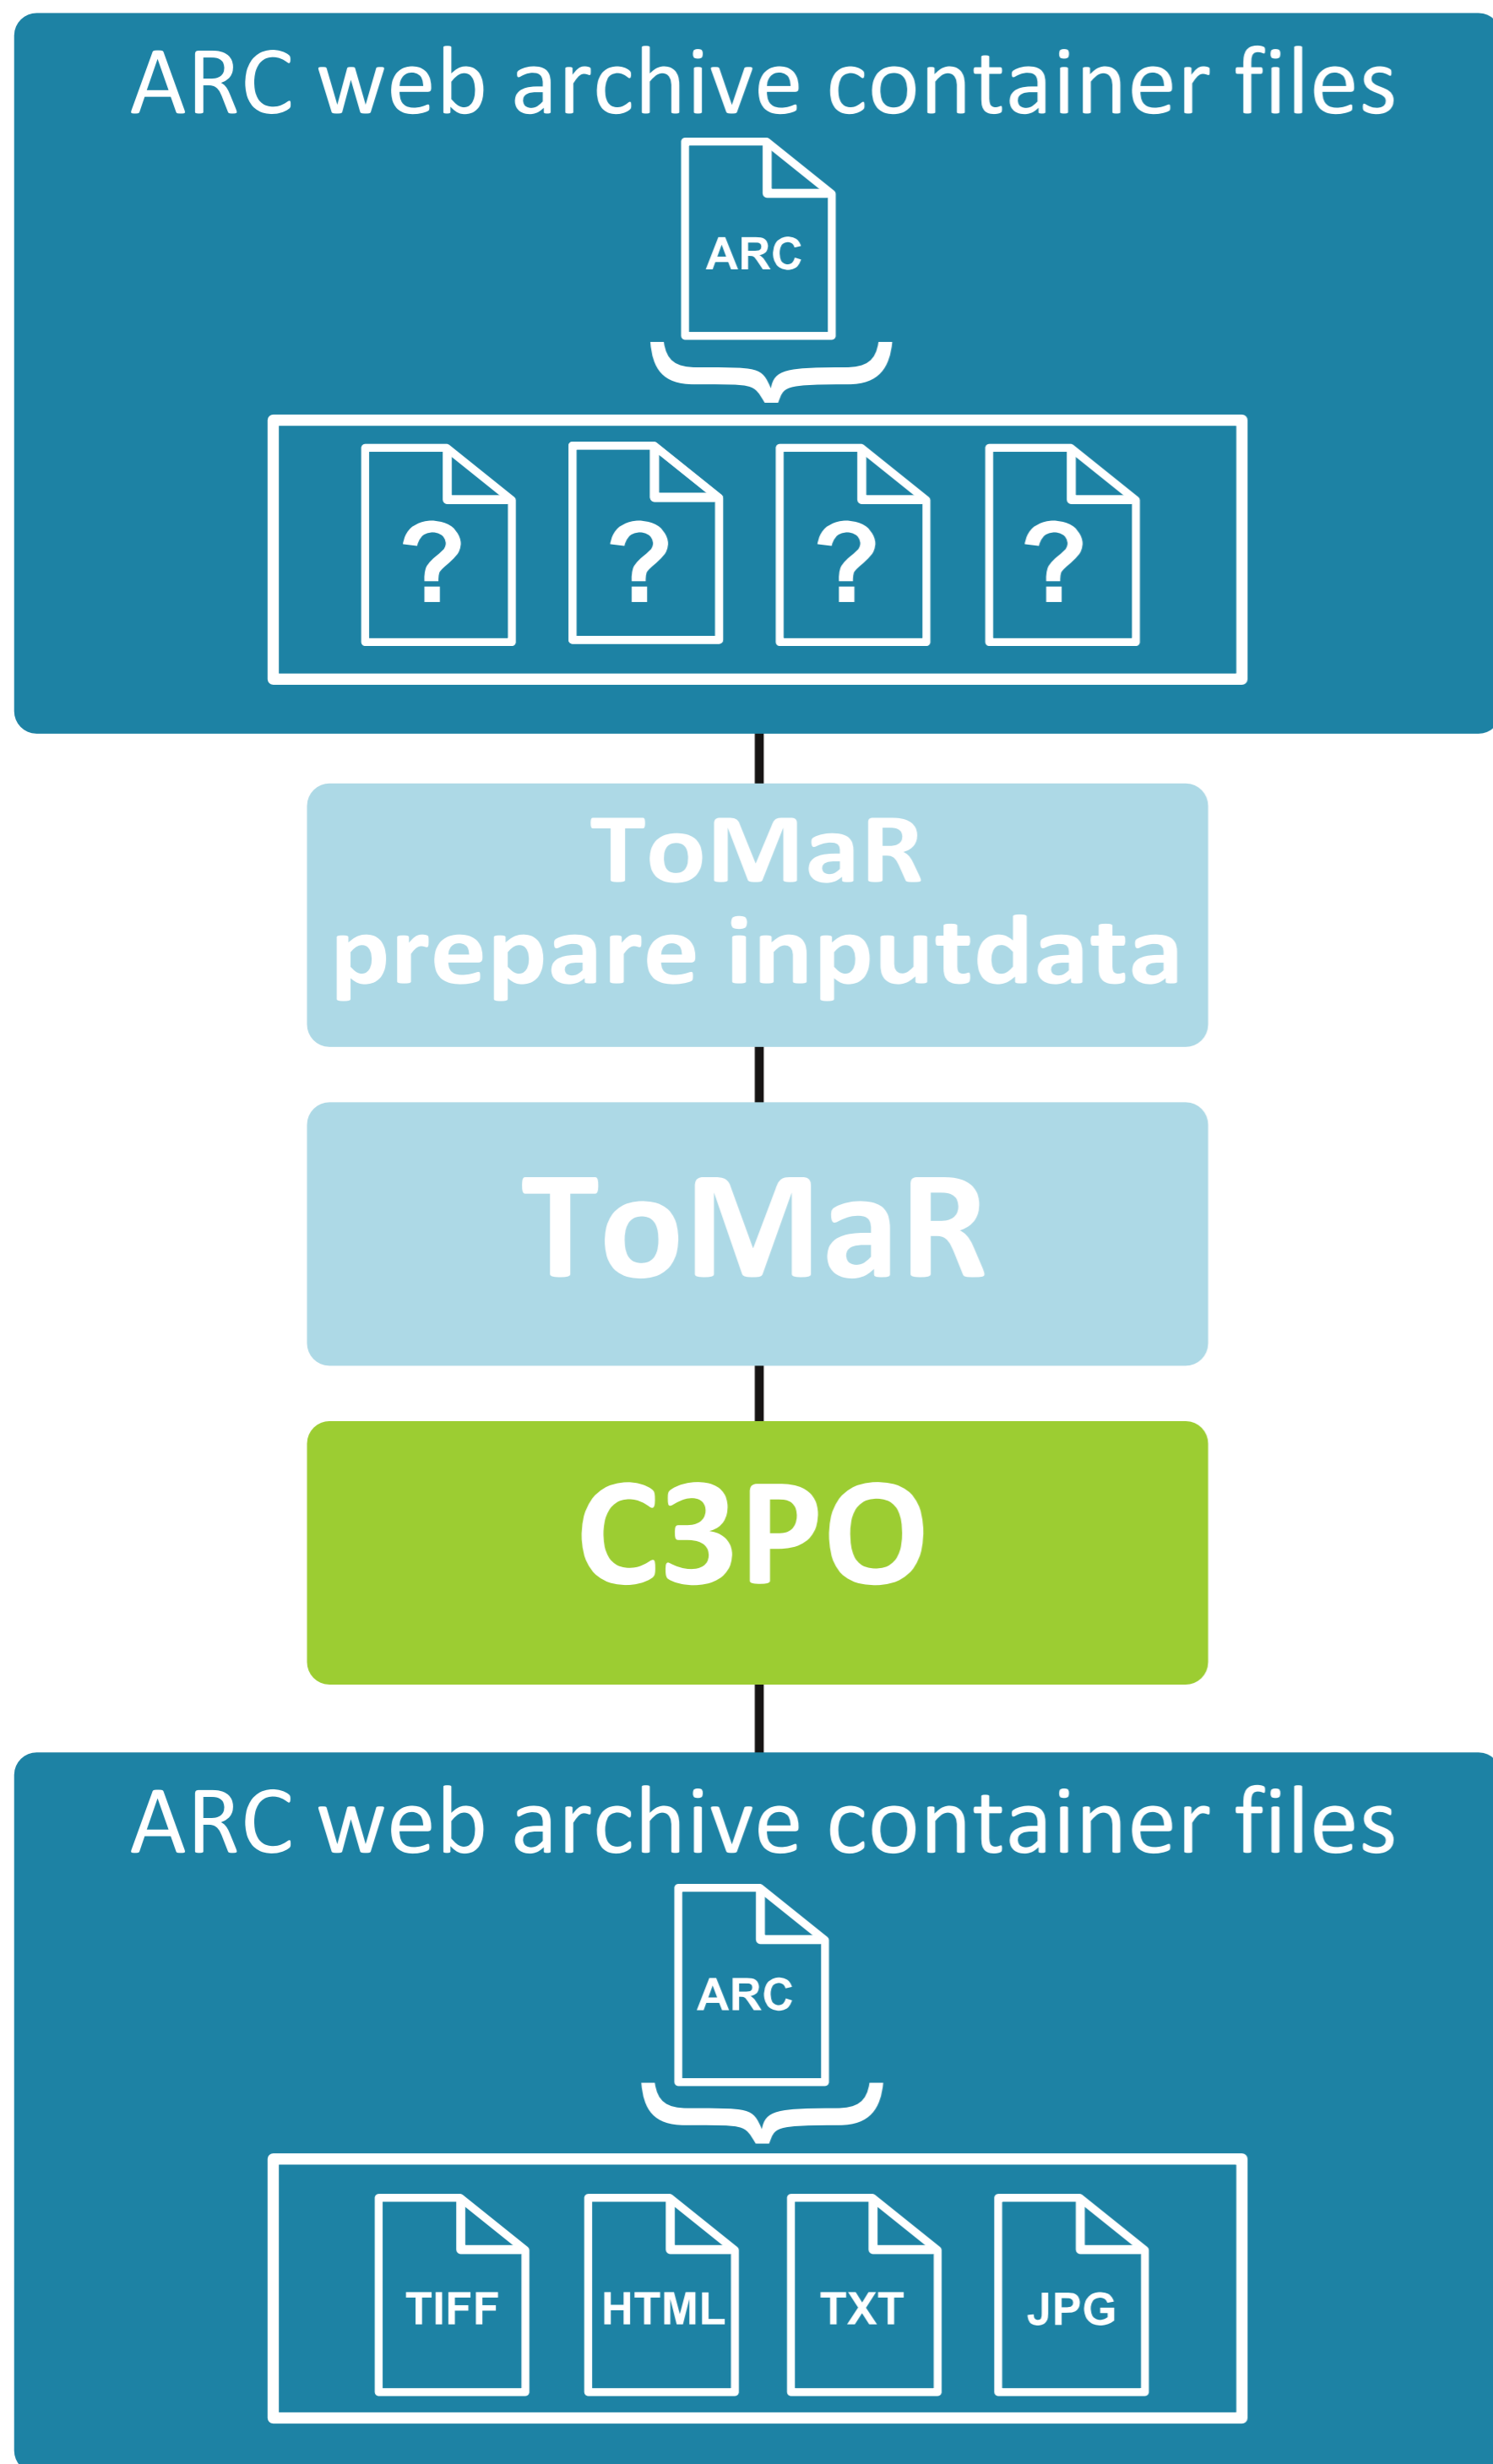 ARC web archive container files
ARC
? ? ? ?
ToMaR
prepare inputdata
ToMaR
C3PO
ARC web archive container files
ARC
TIFF HTML TXT JPG